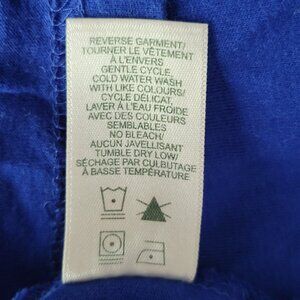 REVERSE GARMENT/
TOURNER LE VÊTEMENT
À L'ENVERS
GENTLE CYCLE,
COLD WATER WASH
WITH LIKE COLOURS/
CYCLE DÉLICAT,
LAVER À L'EAU FROIDE
AVEC DES COULEURS
SEMBLABLES
NO BLEACH/
AUCUN JAVELLISANT
TUMBLE DRY LOW/
SÉCHAGE PAR CULBUTAGE
À BASSE TEMPÉRATURE.